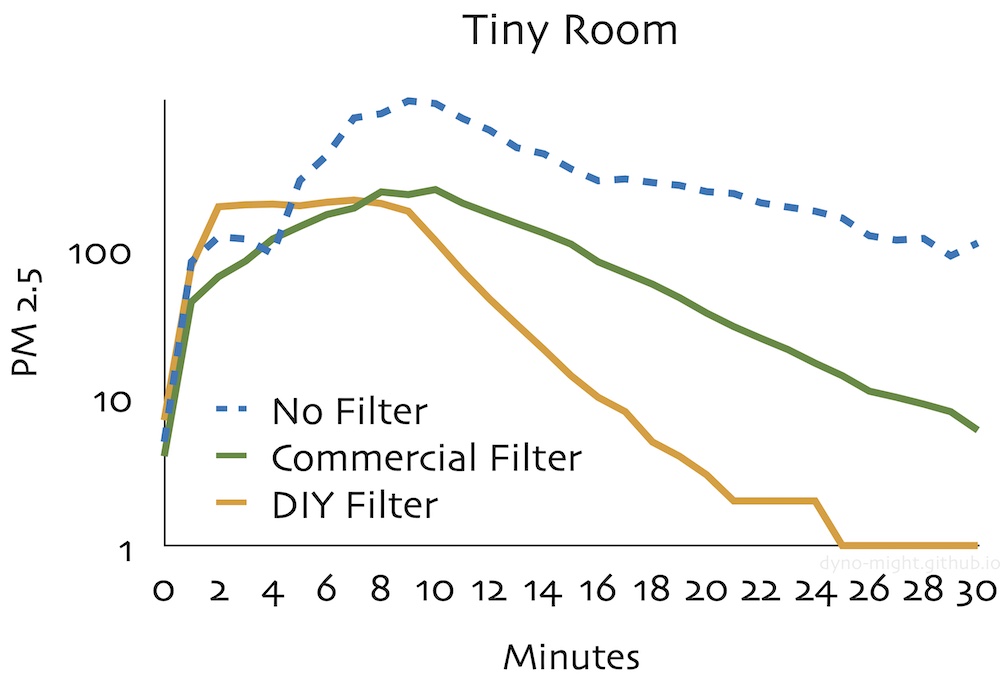 Tiny Room
PM 2.5
100
10
1
No Filter
Commercial Filter
DIY Filter
dyno-might.github.io
0 2 4 6 8 10 12 14 16 18 20 22 24 26 28 30
Minutes